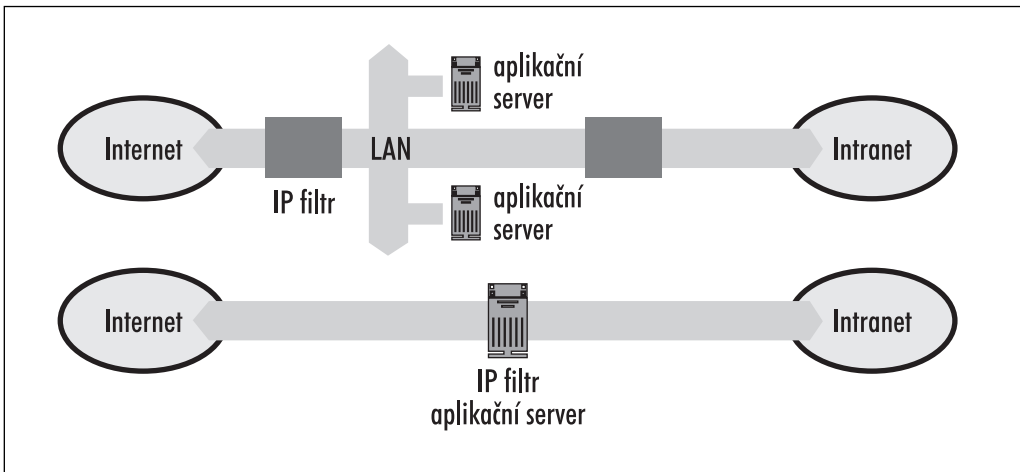 aplikační
server
Internet
LAN
Intranet
IP filtr
aplikační
server
Internet
Intranet
IP filtr
aplikační server